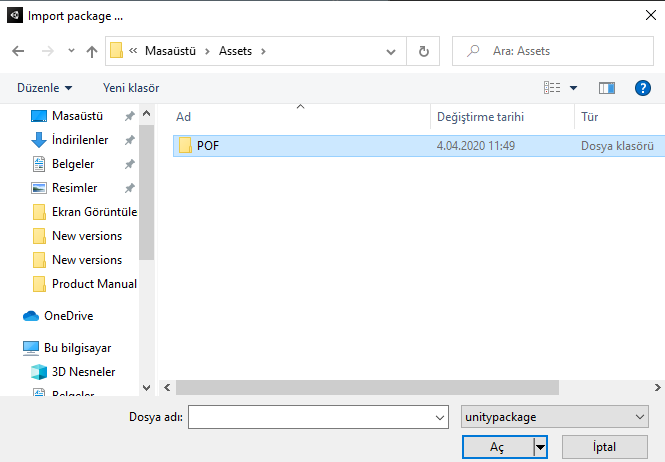 Import package ...
« Masaüstü › Assets ›
Ara: Assets
Düzenle
Yeni klasör
Ad
Değiştirme tarihi
Tür
Masaüstü
İndirilenler
Belgeler
Resimler
Ekran Görüntüle
New versions
New versions
Product Manual
OneDrive
Bu bilgisayar
3D Nesneler
Belgeler
POF
4.04.2020 11:49
Dosya klasörü
Dosya adı:
unitypackage
Aç
İptal